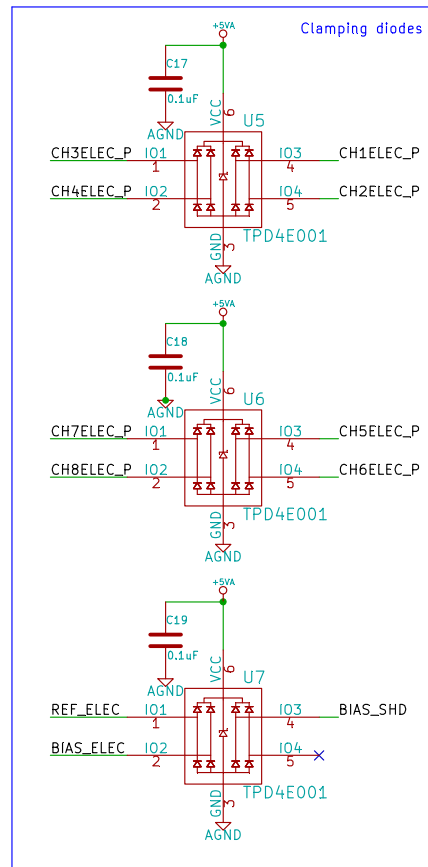 Clamping diodes
+5VA
C17
0.1uF
AGND
VCC
6
U5
CH3ELEC_P
IO1
1
IO3
4
CH1ELEC_P
CH4ELEC_P
IO2
2
IO4
5
CH2ELEC_P
GND
3
TPD4E001
AGND
+5VA
C18
0.1uF
AGND
VCC
6
U6
CH7ELEC_P
IO1
1
IO3
4
CH5ELEC_P
CH8ELEC_P
IO2
2
IO4
5
CH6ELEC_P
GND
3
TPD4E001
AGND
+5VA
C19
0.1uF
AGND
VCC
6
U7
REF_ELEC
IO1
1
IO3
4
BIAS_SHD
BIAS_ELEC
IO2
2
IO4
5
GND
3
TPD4E001
AGND